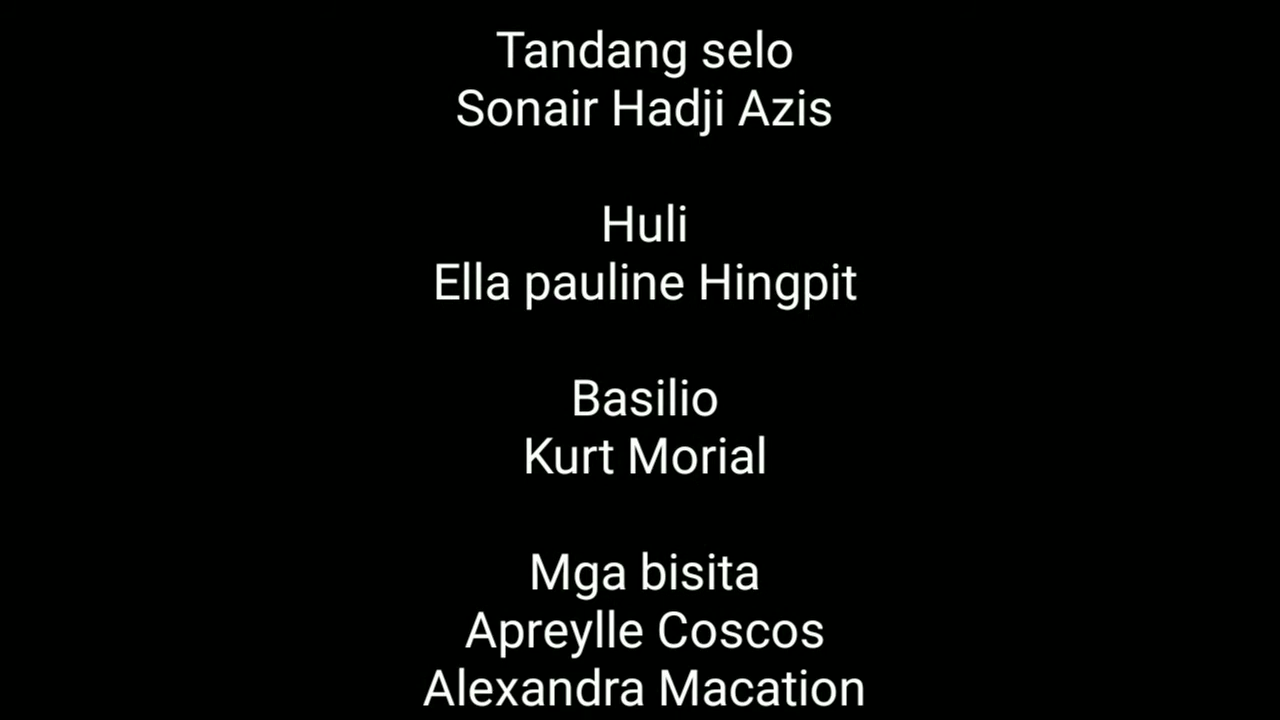 Tandang selo
Sonair Hadji Azis
Huli
Ella pauline Hingpit
Basilio
Kurt Morial
Mga bisita
Apreylle Coscos
Alexandra Macation